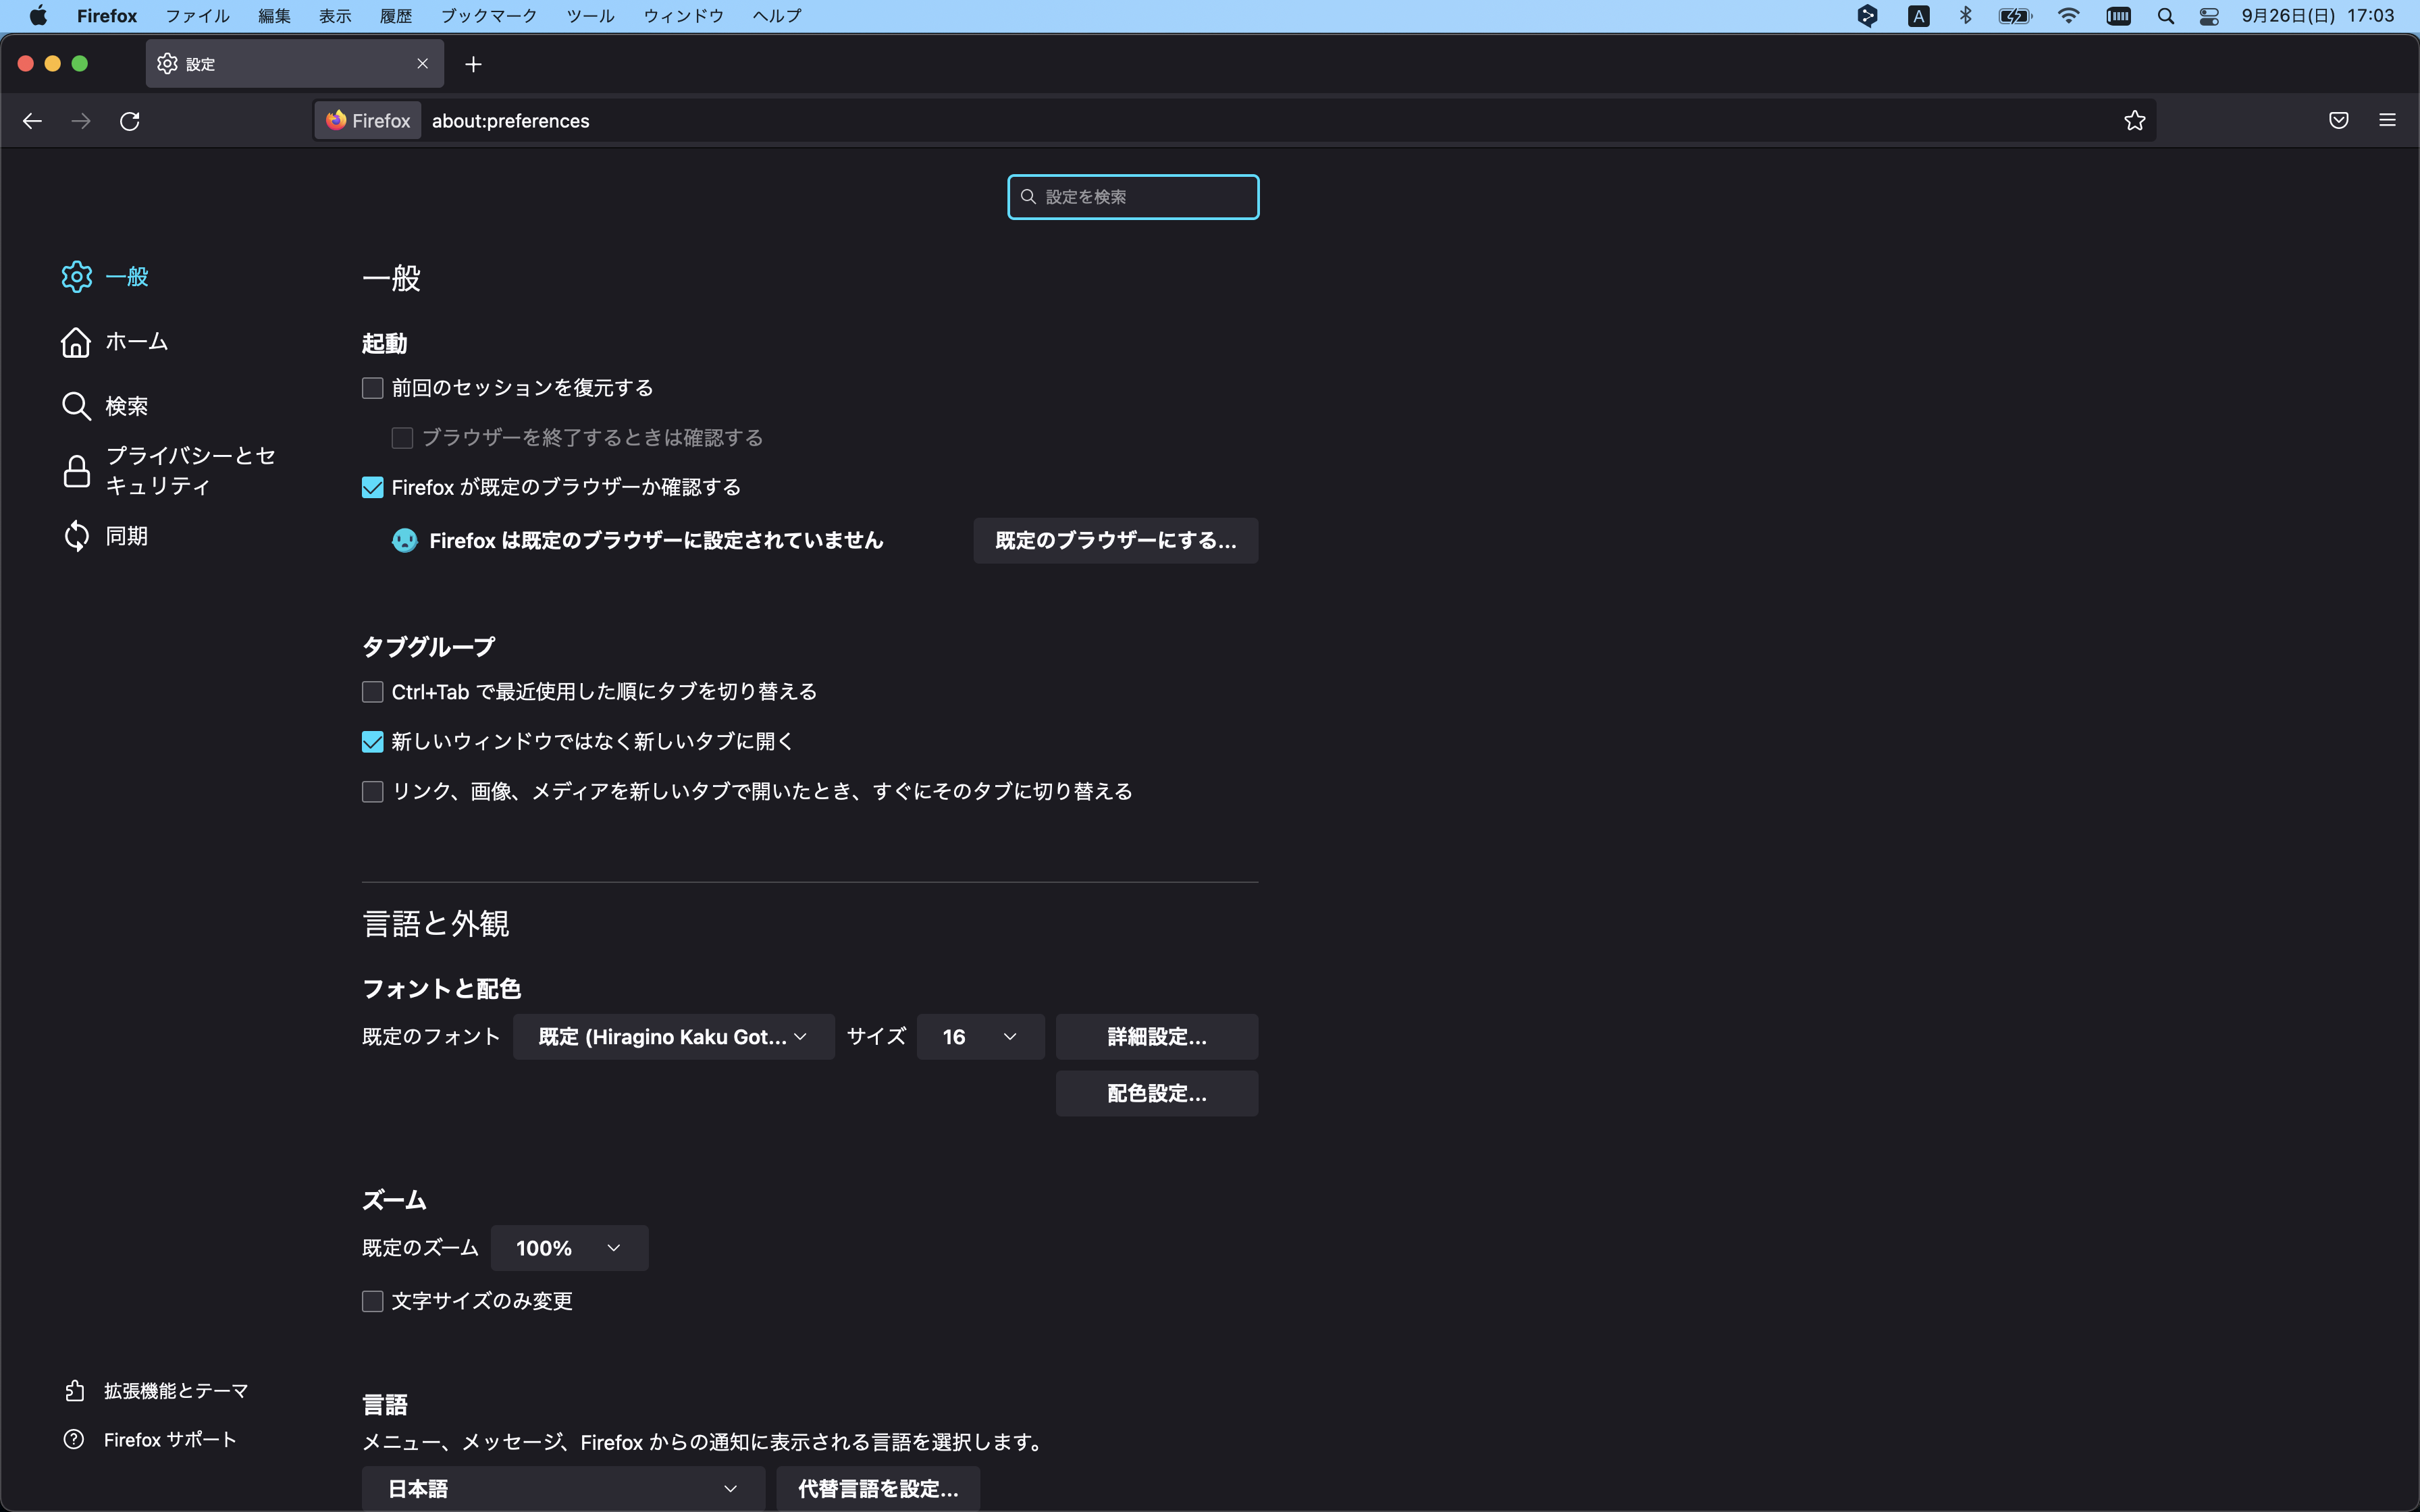 Firefox ファイル 編集 表示 履歴 ブックマーク ツール ウィンドウ ヘルプ A 9月26日(日) 17:03
設定
Firefox about:preferences
設定を検索
一般
ホーム
検索
プライバシーとセ
キュリティ
同期
一般
起動
前回のセッションを復元する
ブラウザーを終了するときは確認する
Firefox が既定のブラウザーか確認する
Firefox は既定のブラウザーに設定されていません 既定のブラウザーにする...
タブグループ
Ctrl+Tab で最近使用した順にタブを切り替える
新しいウィンドウではなく新しいタブに開く
リンク、画像、メディアを新しいタブで開いたとき、すぐにそのタブに切り替える
言語と外観
フォントと配色
既定のフォント 既定 (Hiragino Kaku Got... サイズ 16 詳細設定...
配色設定...
ズーム
既定のズーム 100%
文字サイズのみ変更
言語
メニュー、メッセージ、Firefox からの通知に表示される言語を選択します。
日本語 代替言語を設定...
拡張機能とテーマ
Firefox サポート